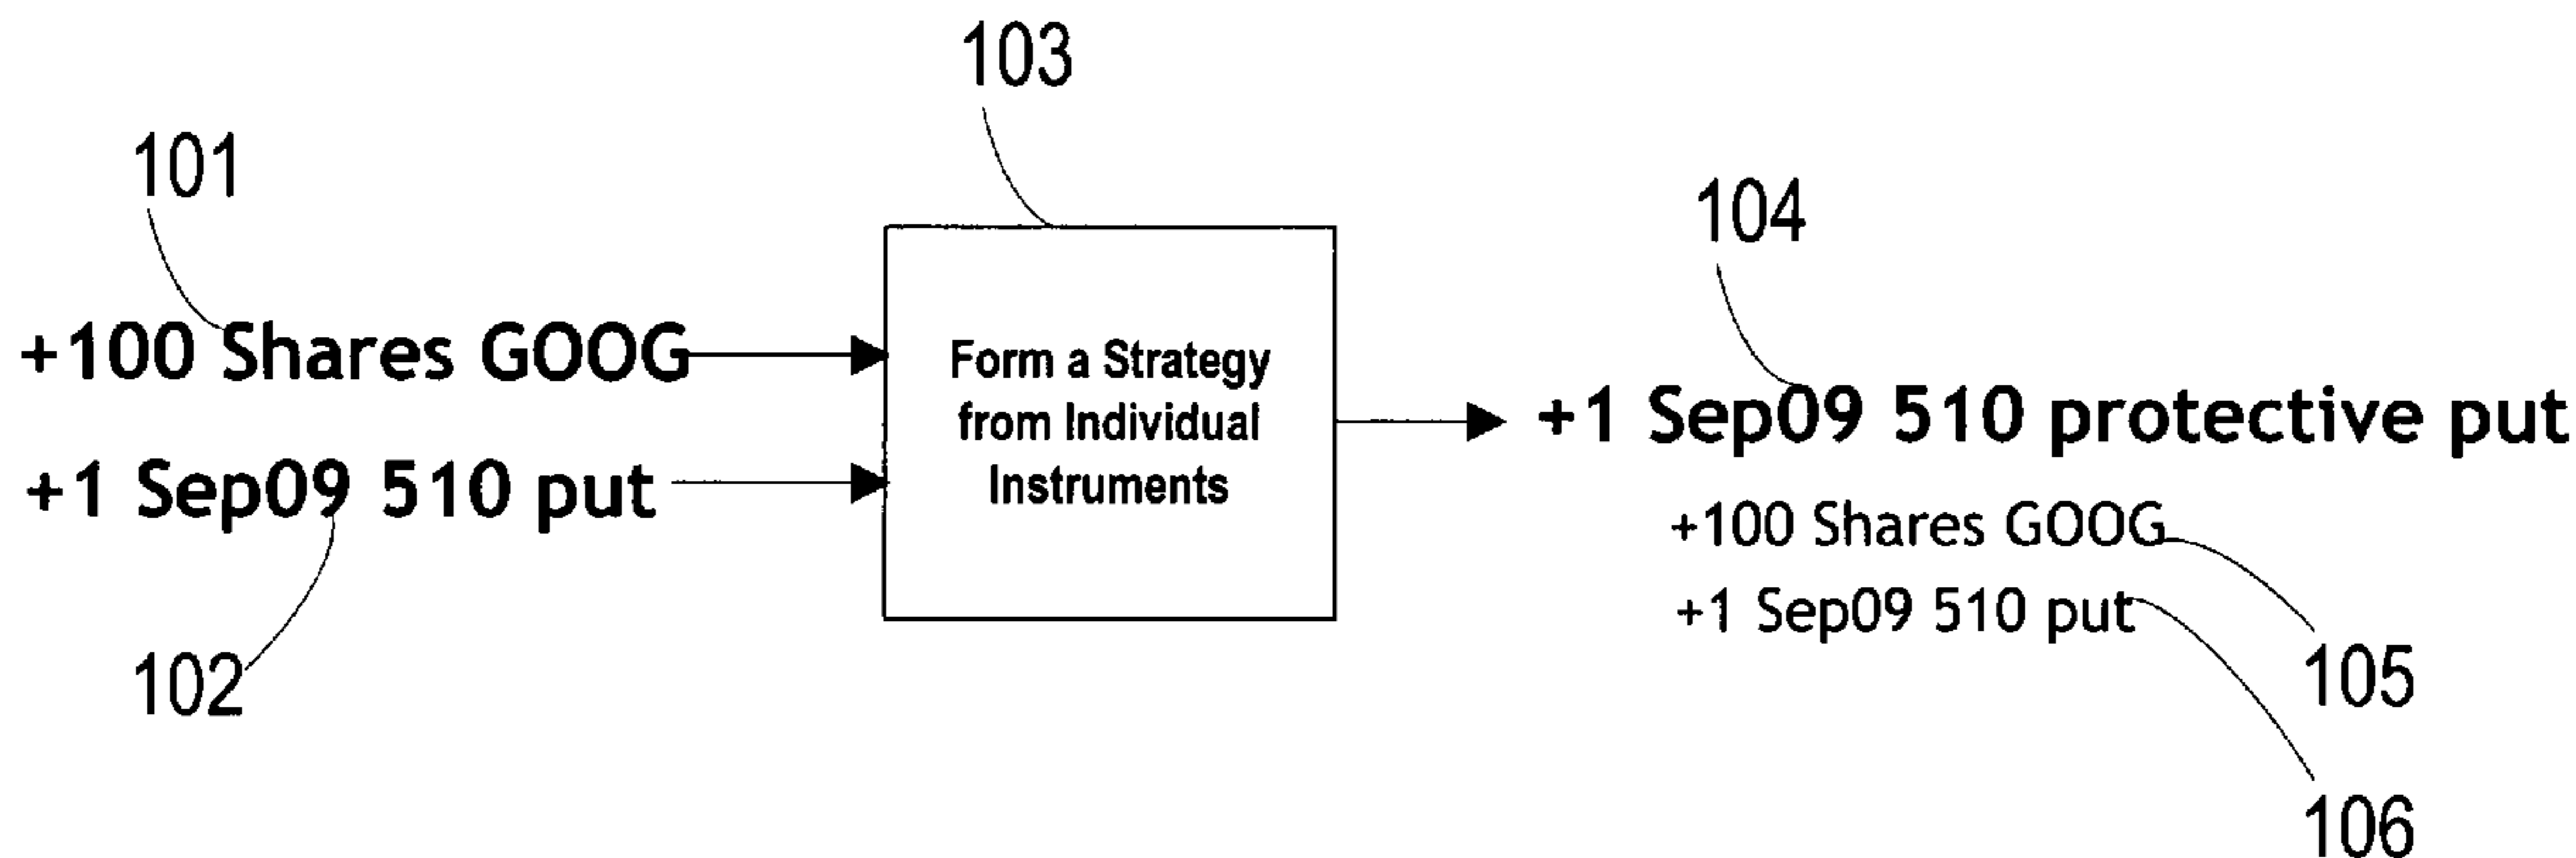 103
101
104
+100 Shares GOOG
+1 Sep09 510 put
102
Form a Strategy
from Individual
Instruments
+1 Sep09 510 protective put
+100 Shares GOOG
+1 Sep09 510 put
105
106